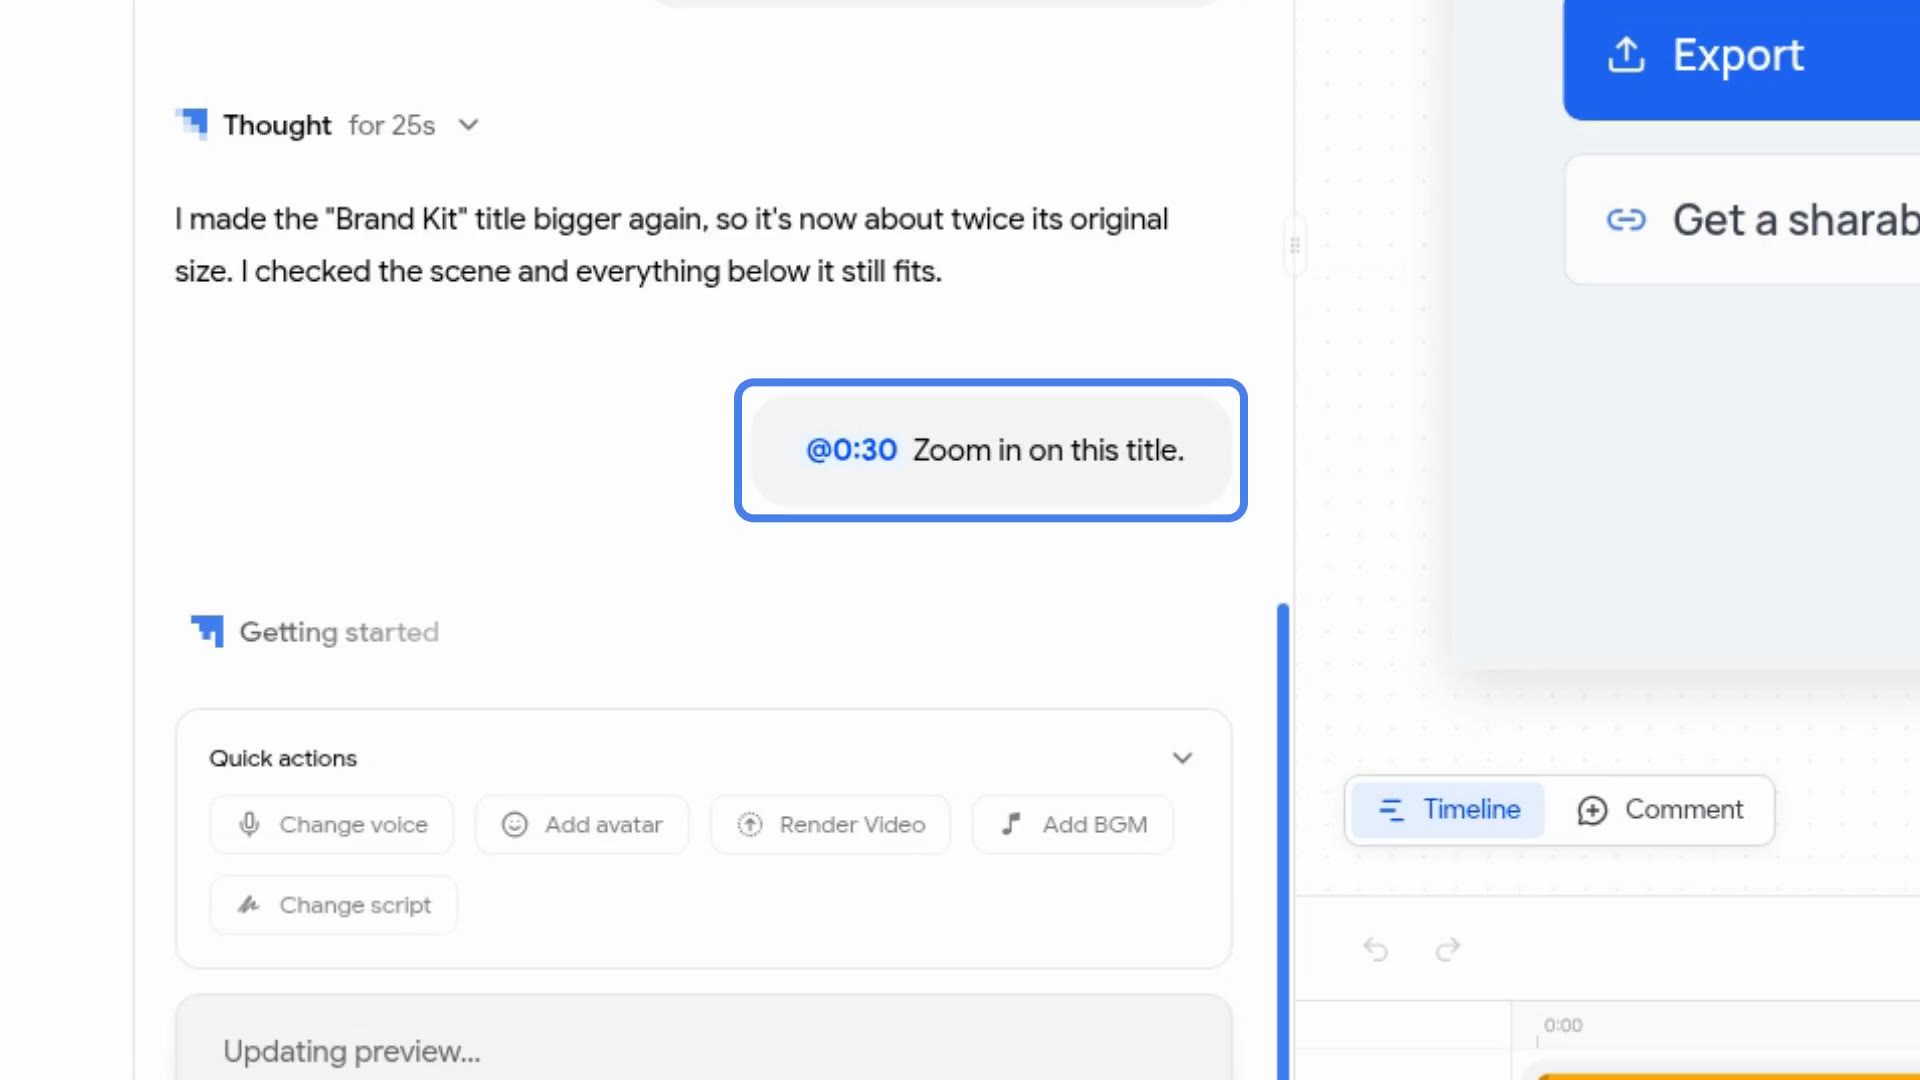 Thought for 25s
I made the "Brand Kit" title bigger again, so it's now about twice its original
size. I checked the scene and everything below it still fits.
@0:30 Zoom in on this title.
Getting started
Quick actions
Change voice
Add avatar
Render Video
Add BGM
Change script
Updating preview...
Export
Get a sharab
Timeline
Comment
0:00